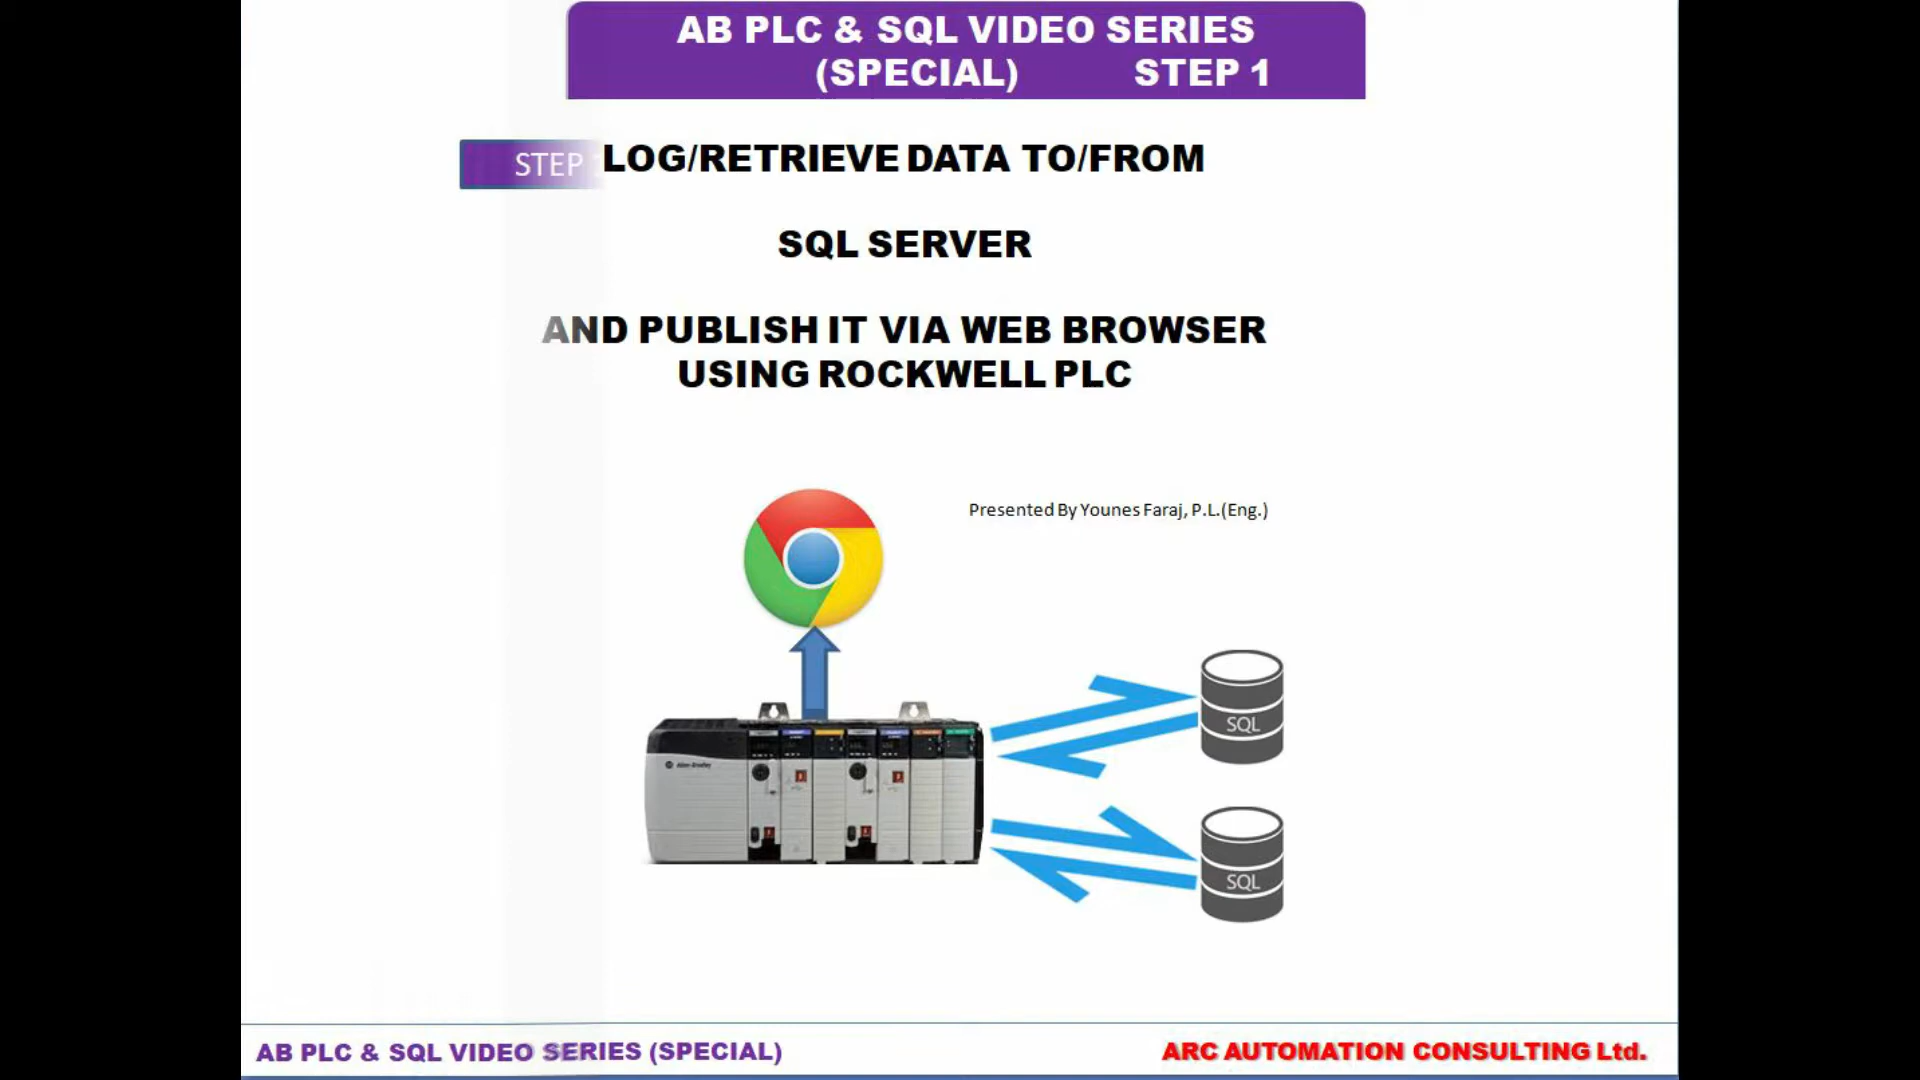 AB PLC & SQL VIDEO SERIES
(SPECIAL) STEP 1
STEP
LOG/RETRIEVE DATA TO/FROM
SQL SERVER
AND PUBLISH IT VIA WEB BROWSER
USING ROCKWELL PLC
Presented By Younes Faraj, P.L.(Eng.)
Allen-Bradley
SQL
SQL
AB PLC & SQL VIDEO SERIES (SPECIAL)
ARC AUTOMATION CONSULTING Ltd.